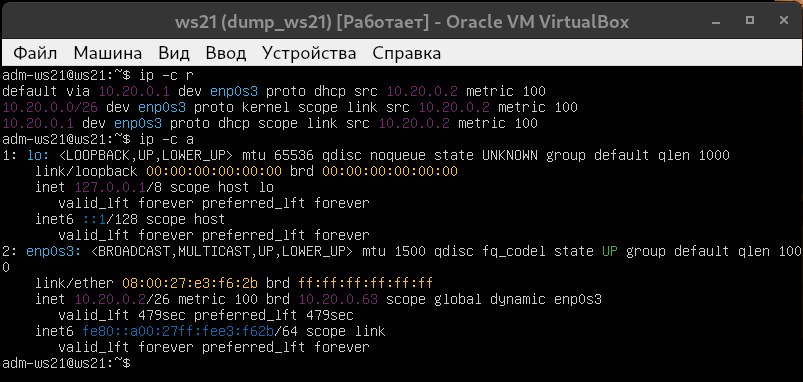 ws21 (dump_ws21) [Работает] - Oracle VM VirtualBox
Файл Машина Вид Ввод Устройства Справка
adm-ws21@ws21:~$ ip -c r
default via 10.20.0.1 dev enp0s3 proto dhcp src 10.20.0.2 metric 100
10.20.0.0/26 dev enp0s3 proto kernel scope link src 10.20.0.2 metric 100
10.20.0.1 dev enp0s3 proto dhcp scope link src 10.20.0.2 metric 100
adm-ws21@ws21:~$ ip -c a
1: lo: <LOOPBACK,UP,LOWER_UP> mtu 65536 qdisc noqueue state UNKNOWN group default qlen 1000
    link/loopback 00:00:00:00:00:00 brd 00:00:00:00:00:00
    inet 127.0.0.1/8 scope host lo
       valid_lft forever preferred_lft forever
    inet6 ::1/128 scope host
       valid_lft forever preferred_lft forever
2: enp0s3: <BROADCAST,MULTICAST,UP,LOWER_UP> mtu 1500 qdisc fq_codel state UP group default qlen 100
0
    link/ether 08:00:27:e3:f6:2b brd ff:ff:ff:ff:ff:ff
    inet 10.20.0.2/26 metric 100 brd 10.20.0.63 scope global dynamic enp0s3
       valid_lft 479sec preferred_lft 479sec
    inet6 fe80::a00:27ff:fee3:f62b/64 scope link
       valid_lft forever preferred_lft forever
adm-ws21@ws21:~$